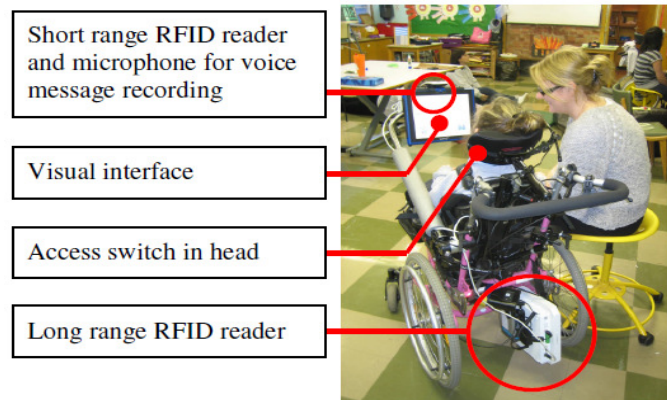 Short range RFID reader
and microphone for voice
message recording
Visual interface
Access switch in head
Long range RFID reader